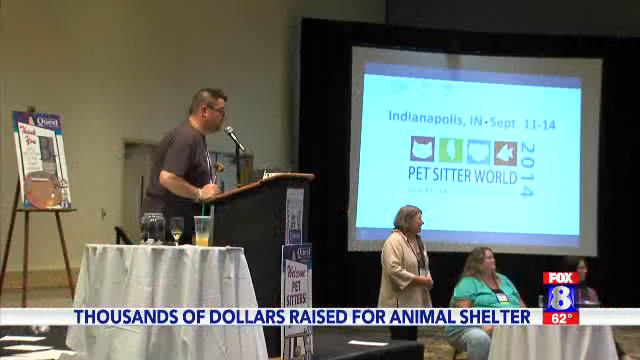 Quest
Thank
You
Indianapolis, IN • Sept. 11-14
PET SITTER WORLD
2014
Welcome
PET
SITTERS!
THOUSANDS OF DOLLARS RAISED FOR ANIMAL SHELTER
FOX
8
62°